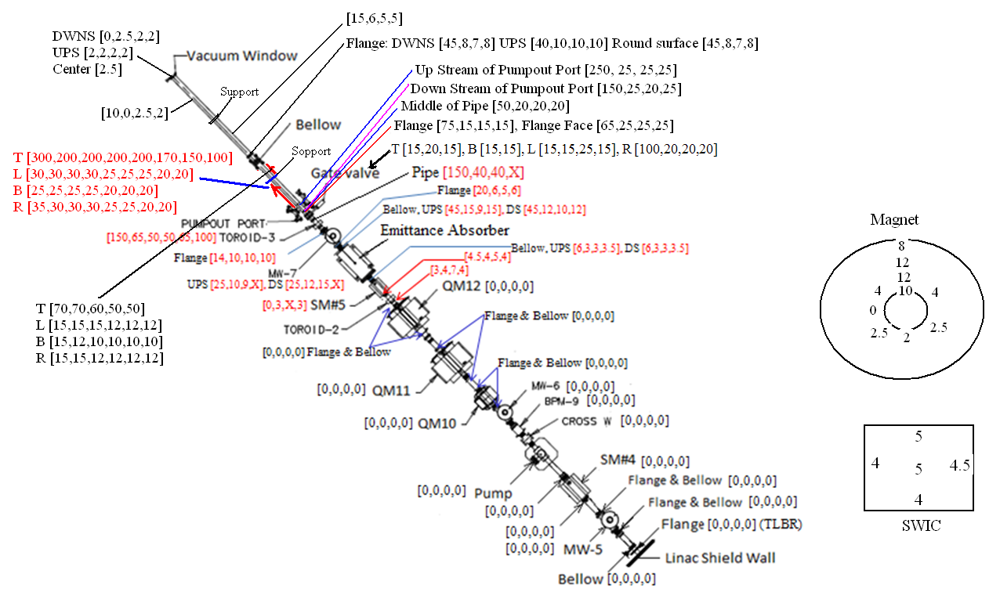 [15,6,5,5]
DWNS [0,2.5,2,2]
UPS [2,2,2,2]
Center [2.5]
Flange: DWNS [45,8,7,8] UPS [40,10,10,10] Round surface [45,8,7,8]
Vacuum Window
Up Stream of Pumpout Port [250, 25, 25,25]
Down Stream of Pumpout Port [150,25,20,25]
Support
Middle of Pipe [50,20,20,20]
[10,0,2.5,2]
Bellow
Flange [75,15,15,15], Flange Face [65,25,25,25]
Sopport
T [15,20,15], B [15,15], L [15,15,25,15], R [100,20,20,20]
T [300,200,200,200,200,170,150,100]
L [30,30,30,30,25,25,25,20,20]
B [25,25,25,25,20,20,20]
R [35,30,30,30,25,25,20,20]
Gate valve
Pipe [150,40,40,X]
Flange [20,6,5,6]
Bellow, UPS [45,15,9,15], DS [45,12,10,12]
PUMPOUT PORT
Emittance Absorber
[150,65,50,50,65,100] TOROID-3
Bellow, UPS [6,3,3,3.5], DS [6,3,3,3.5]
Flange [14,10,10,10]
[4.5,4.5,4]
[3,4,7,4]
MW-7
UPS [25,10,9,X], DS [25,12,15,X]
QM12 [0,0,0,0]
[0,3,X,3] SM#5
T [70,70,60,50,50]
L [15,15,15,12,12,12]
B [15,12,10,10,10,10]
R [15,15,12,12,12,12]
TOROID-2
Flange & Bellow [0,0,0,0]
[0,0,0,0] Flange & Bellow
Flange & Bellow [0,0,0,0]
[0,0,0,0] QM11
MW-6 [0,0,0,0]
BPM-9 [0,0,0,0]
[0,0,0,0] QM10
CROSS W [0,0,0,0]
SM#4 [0,0,0,0]
Flange & Bellow [0,0,0,0]
[0,0,0,0] Pump
Flange & Bellow [0,0,0,0]
[0,0,0,0]
Flange [0,0,0,0] (TLBR)
[0,0,0,0]
[0,0,0,0] MW-5
Linac Shield Wall
Bellow [0,0,0,0]
Magnet
8
12
12
4 10 4
0
2.5 2 2.5
5
4 5 4.5
4
SWIC